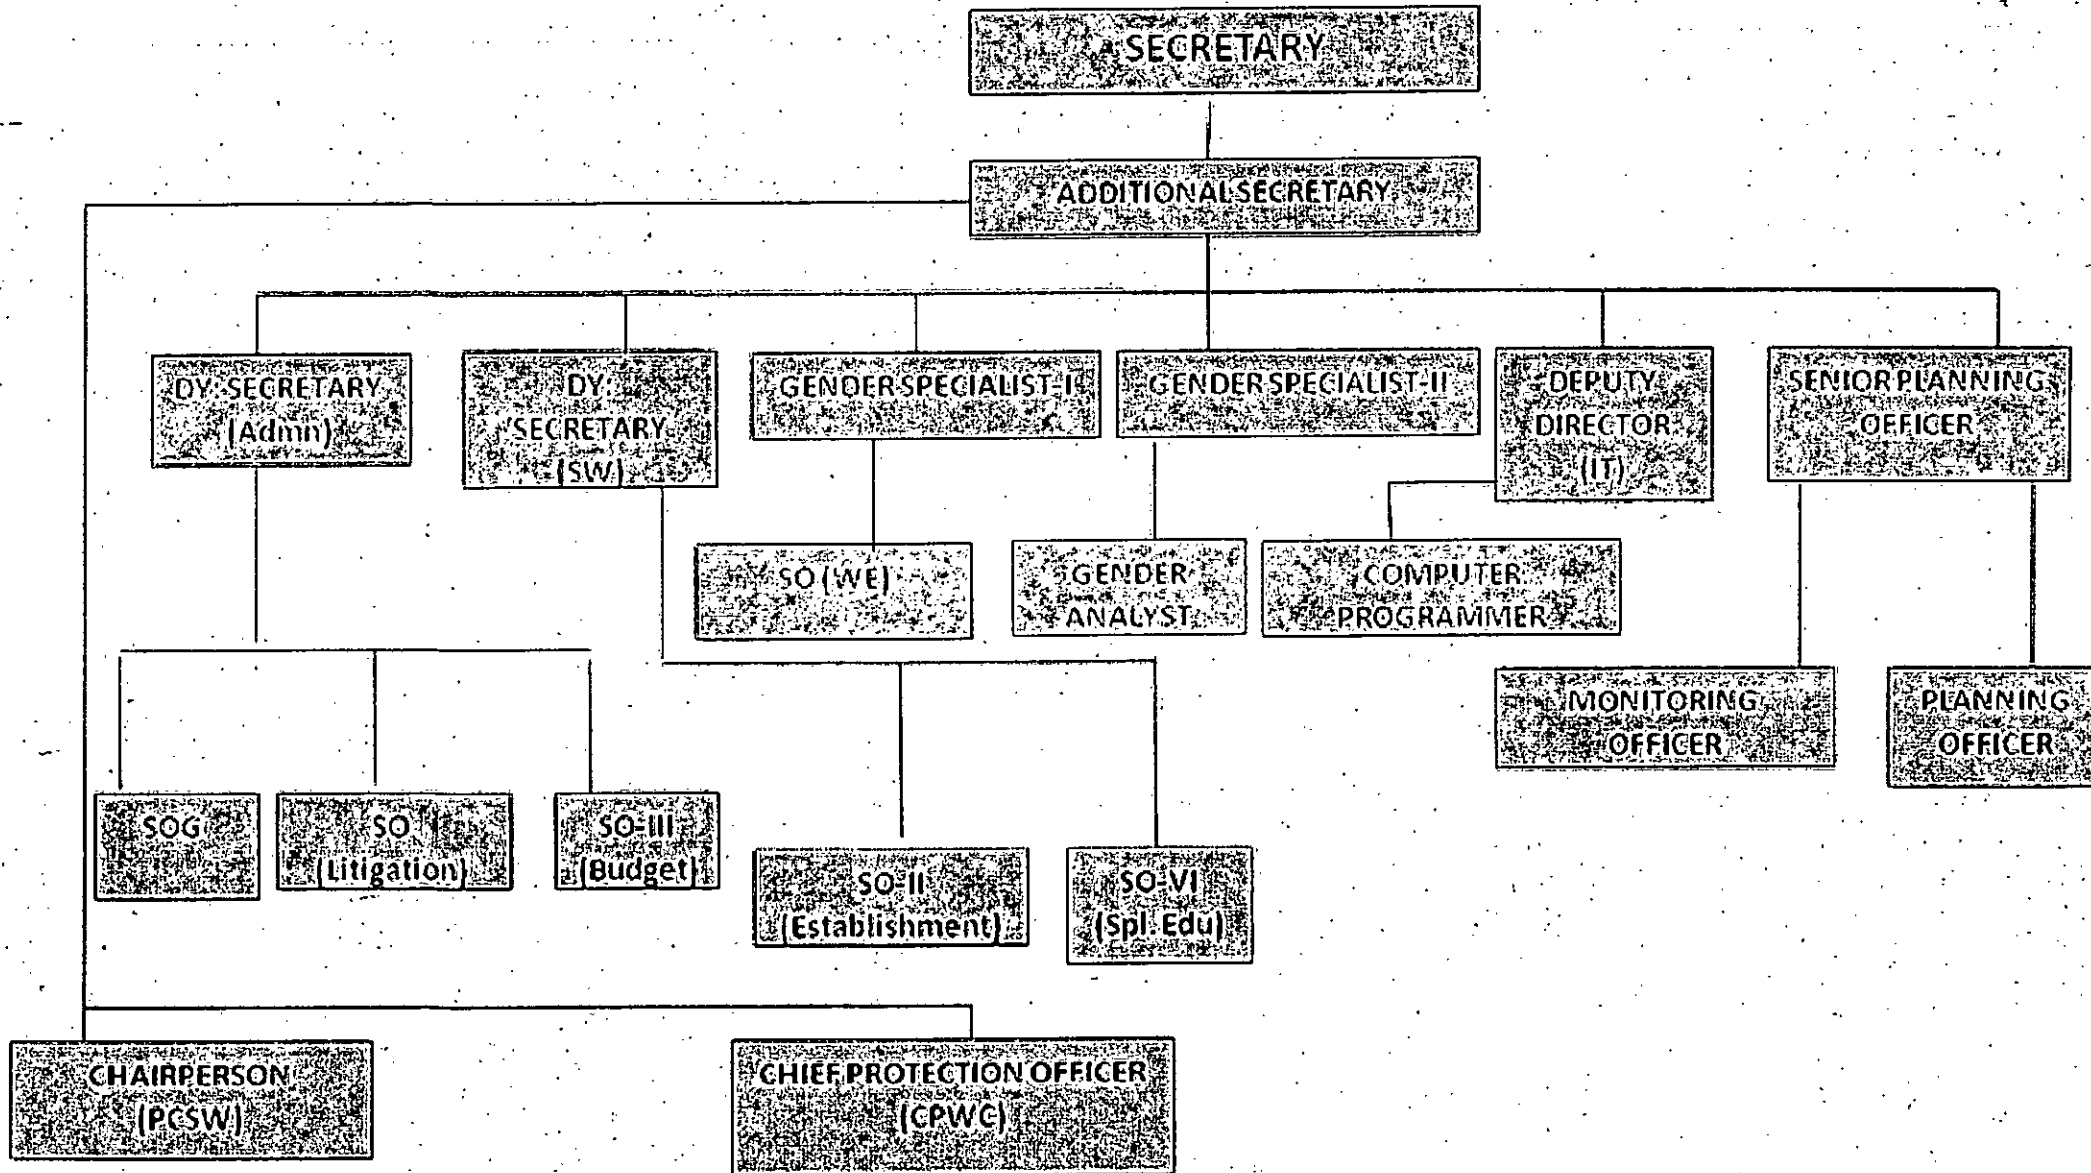 SECRETARY
ADDITIONAL SECRETARY
DY: SECRETARY
(Admn)
DY:
SECRETARY
(SW)
GENDER SPECIALIST-I
GENDER SPECIALIST-II
DEPUTY
DIRECTOR
(IT)
SENIOR PLANNING
OFFICER
SO (WE)
GENDER
ANALYST
COMPUTER
PROGRAMMER
MONITORING
OFFICER
PLANNING
OFFICER
SOG
SO
(Litigation)
SO-III
(Budget)
SO-II
(Establishment)
SO-VI
(Spl. Edu)
CHAIRPERSON
(PCSW)
CHIEF PROTECTION OFFICER
(CPWC)